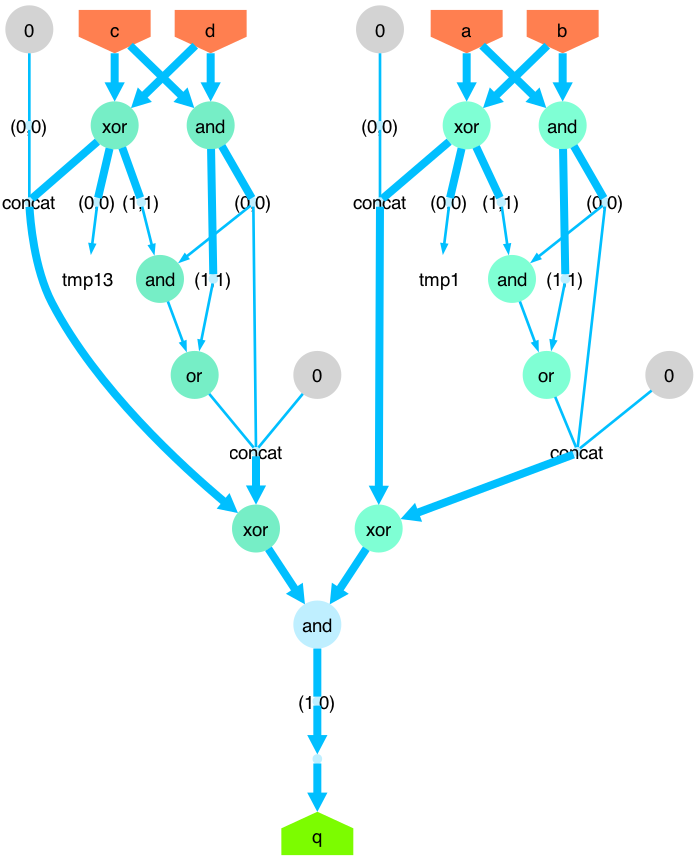 0
c
d
0
a
b
(0,0)
xor
and
(0,0)
xor
and
concat
(0,0)
(1,1)
(0,0)
concat
(0,0)
(1,1)
(0,0)
tmp13
and
(1,1)
tmp1
and
(1,1)
or
0
or
0
concat
concat
xor
xor
and
(1,0)
q